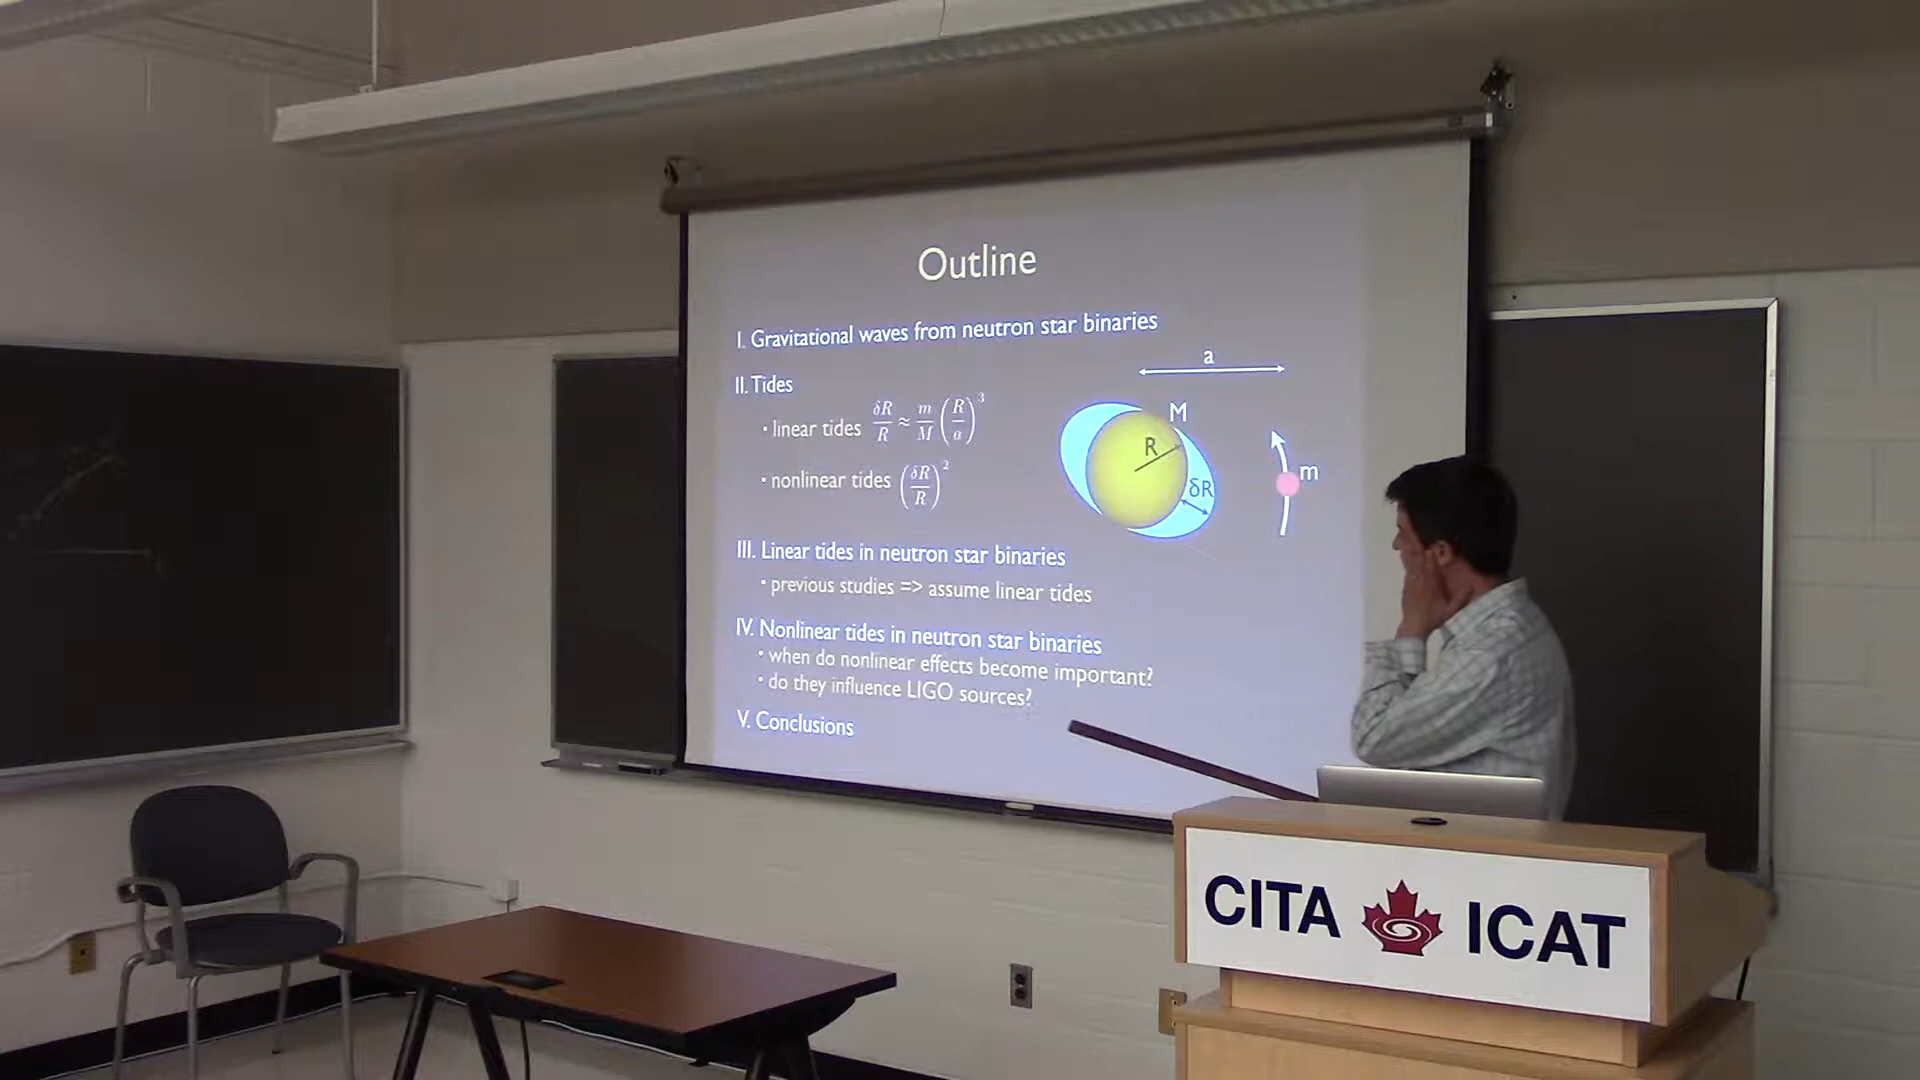 Outline
I. Gravitational waves from neutron star binaries
II. Tides
• linear tides δR/R ≈ m/M (R/a)^3
• nonlinear tides (δR/R)^2
a
M
R
δR
m
III. Linear tides in neutron star binaries
• previous studies => assume linear tides
IV. Nonlinear tides in neutron star binaries
• when do nonlinear effects become important?
• do they influence LIGO sources?
V. Conclusions
CITA ICAT